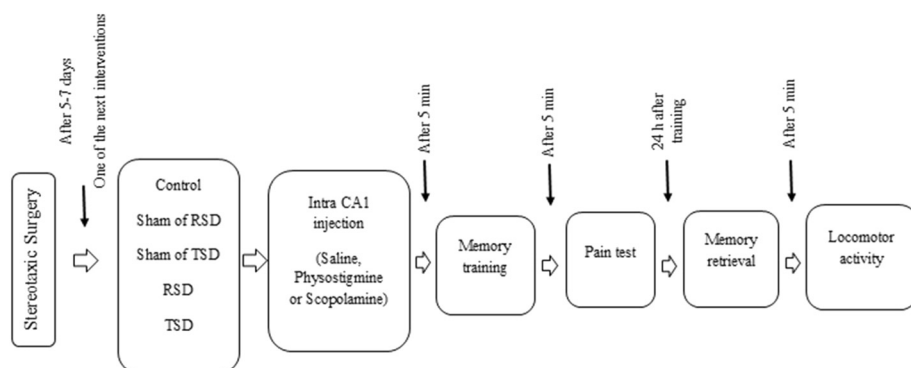 Stereotaxic Surgery
After 5-7 days
One of the next interventions
Control
Sham of RSD
Sham of TSD
RSD
TSD
Intra CA1
injection
(Saline,
Physostigmine
or Scopolamine)
After 5 min
Memory
training
After 5 min
Pain test
24 h after
training
Memory
retrieval
After 5 min
Locomotor
activity